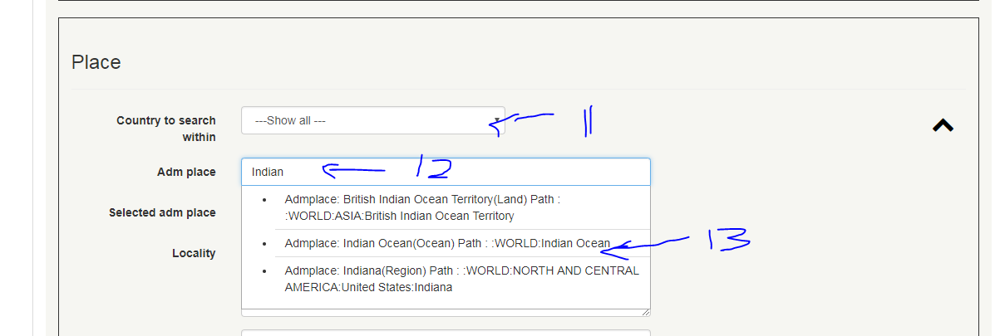 Place
Country to search
within
---Show all ---
11
Adm place
Indian
12
Selected adm place
Admplace: British Indian Ocean Territory(Land) Path :
:WORLD:ASIA:British Indian Ocean Territory
Locality
Admplace: Indian Ocean(Ocean) Path : :WORLD:Indian Ocean
13
Admplace: Indiana(Region) Path : :WORLD:NORTH AND CENTRAL
AMERICA:United States:Indiana